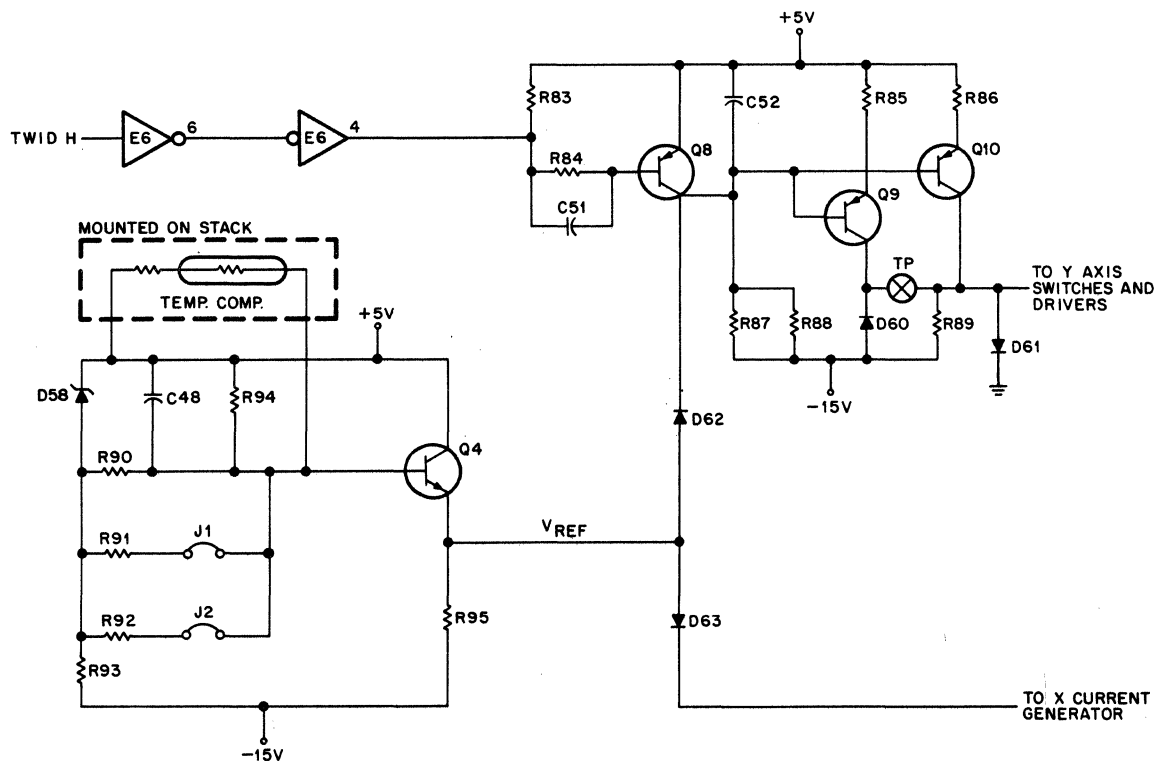 +5V
R83
C52
R85
R86
TWID H
E6
6
E6
4
Q8
Q10
R84
Q9
C51
MOUNTED ON STACK
TEMP. COMP.
TP
TO Y AXIS
SWITCHES AND
DRIVERS
+5V
R87
R88
D60
R89
D61
-15V
D58
C48
R94
D62
R90
Q4
VREF
R91
J1
R92
J2
R95
D63
R93
-15V
TO X CURRENT
GENERATOR